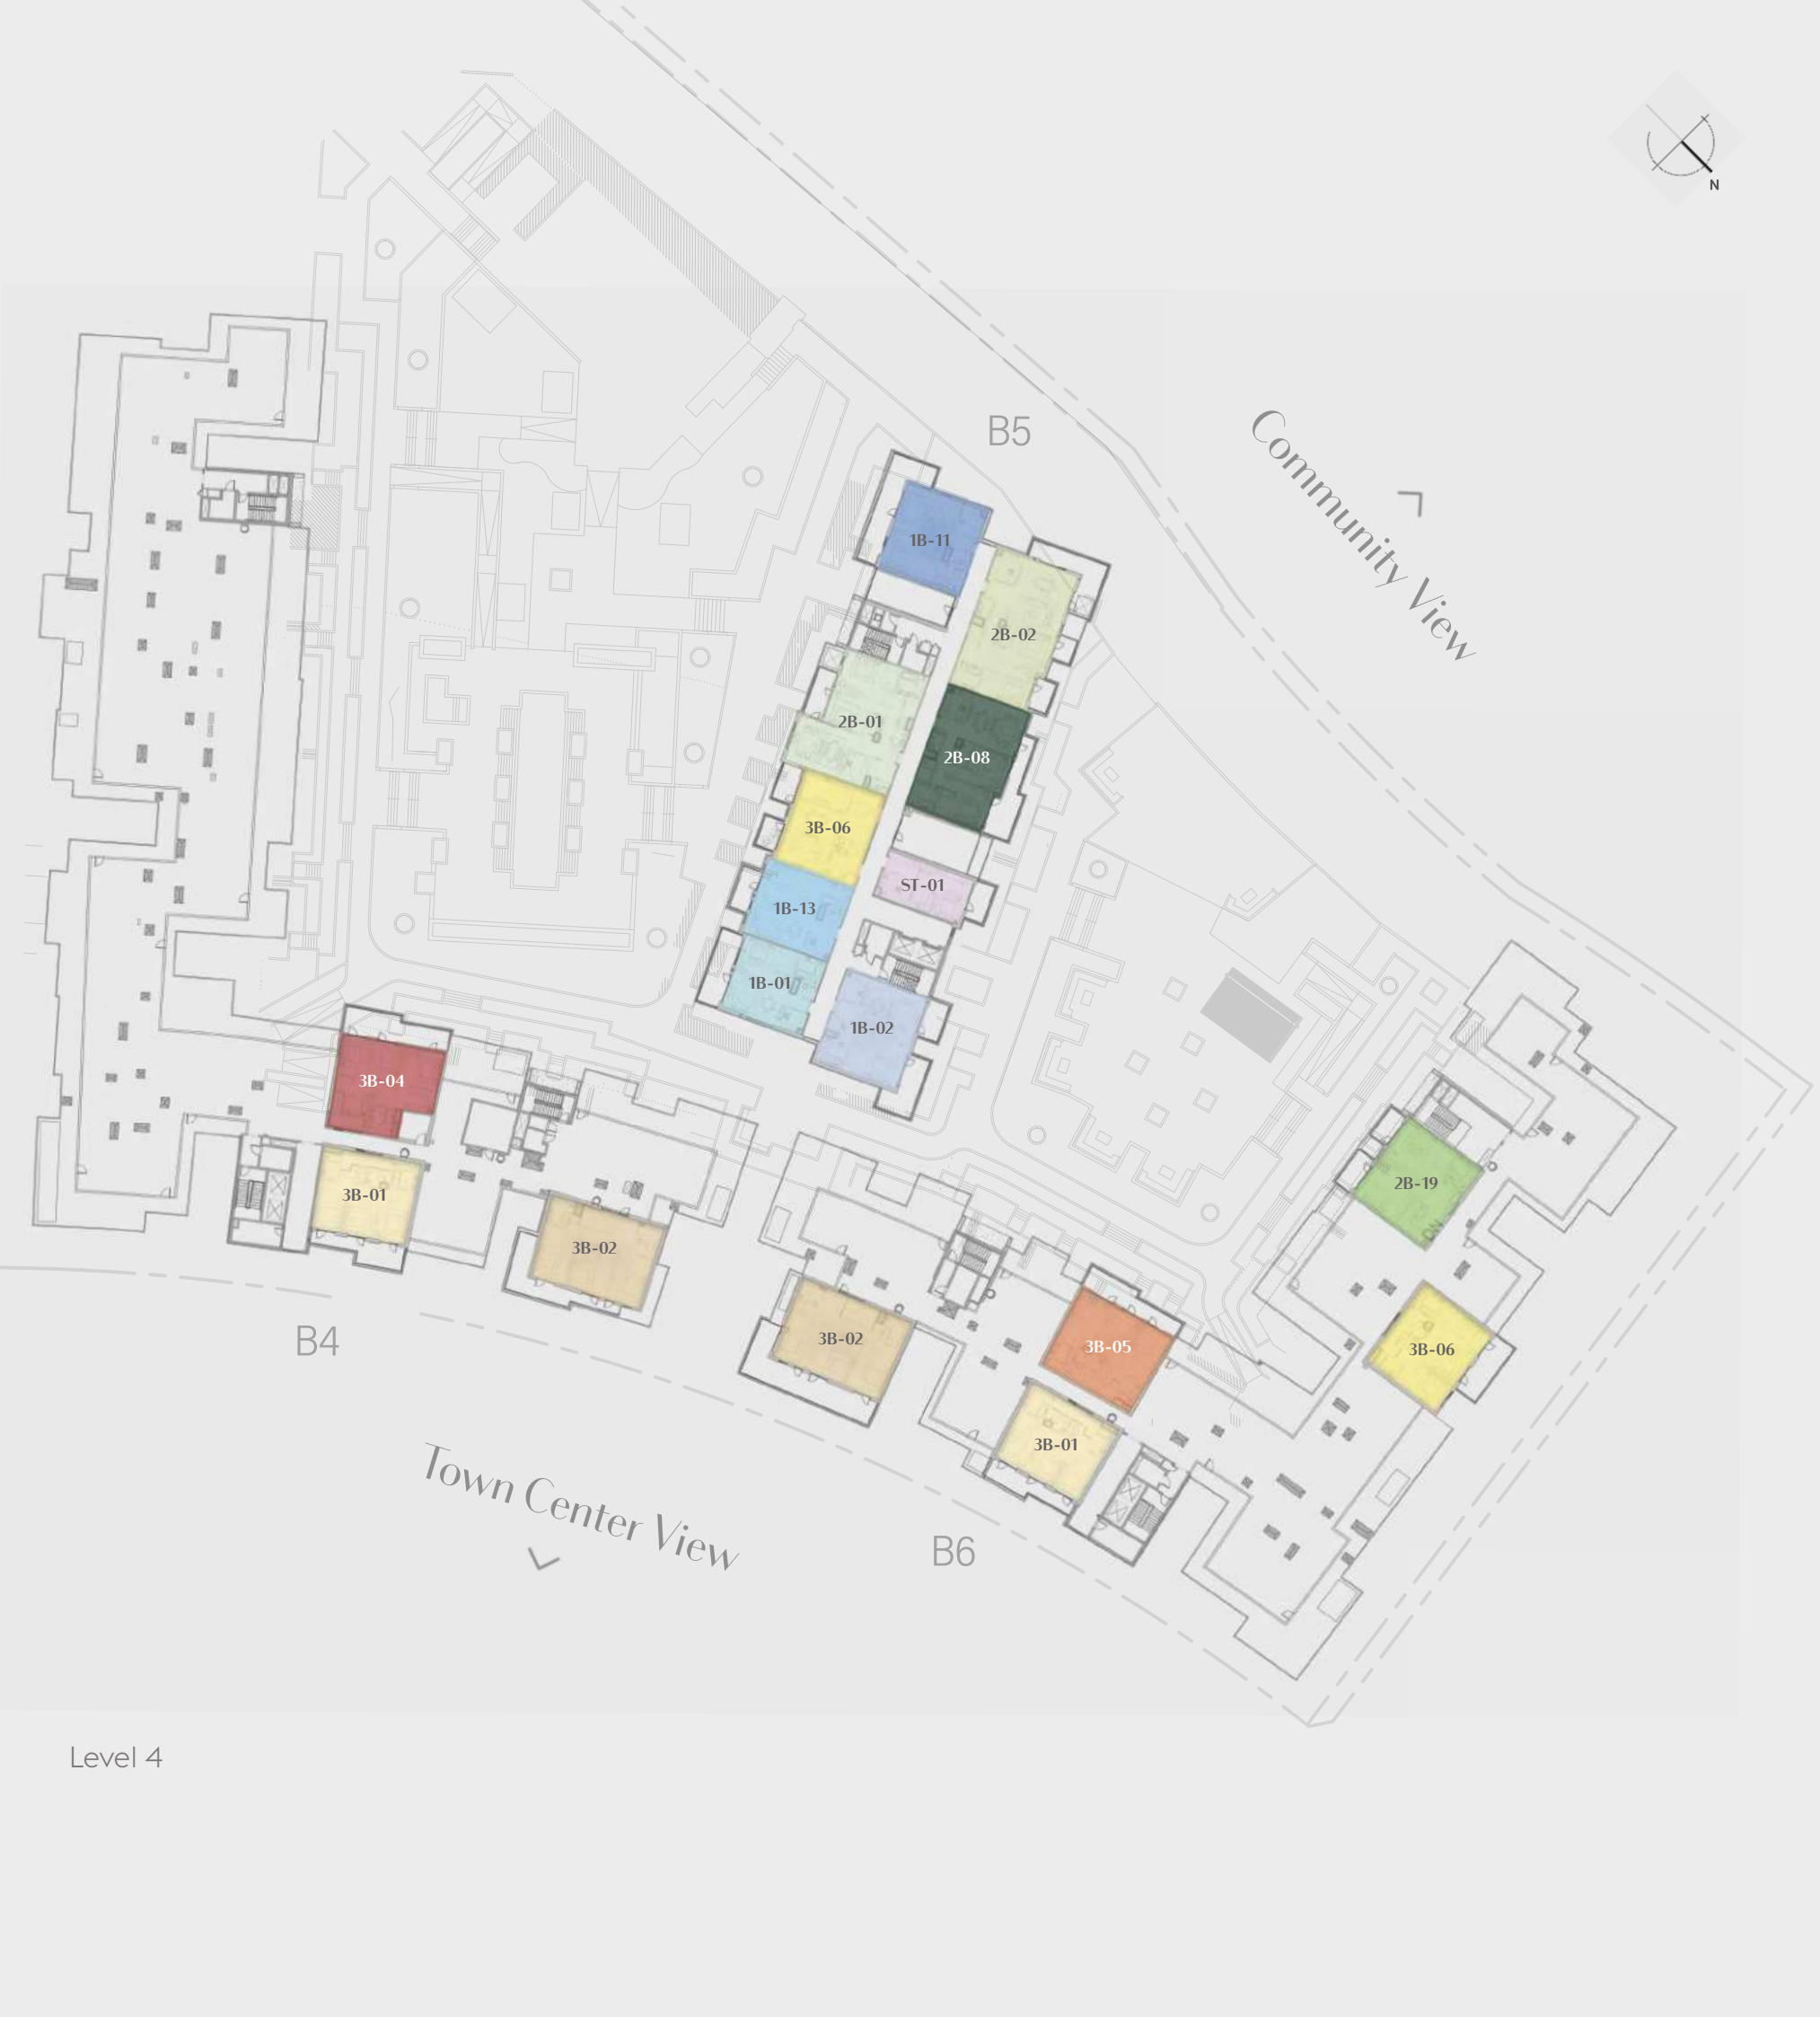 N
B5
Community View
1B-11
2B-02
2B-01
2B-08
3B-06
ST-01
1B-13
1B-01
1B-02
3B-04
3B-01
3B-02
2B-19
3B-02
3B-05
3B-06
3B-01
B4
Town Center View
B6
Level 4